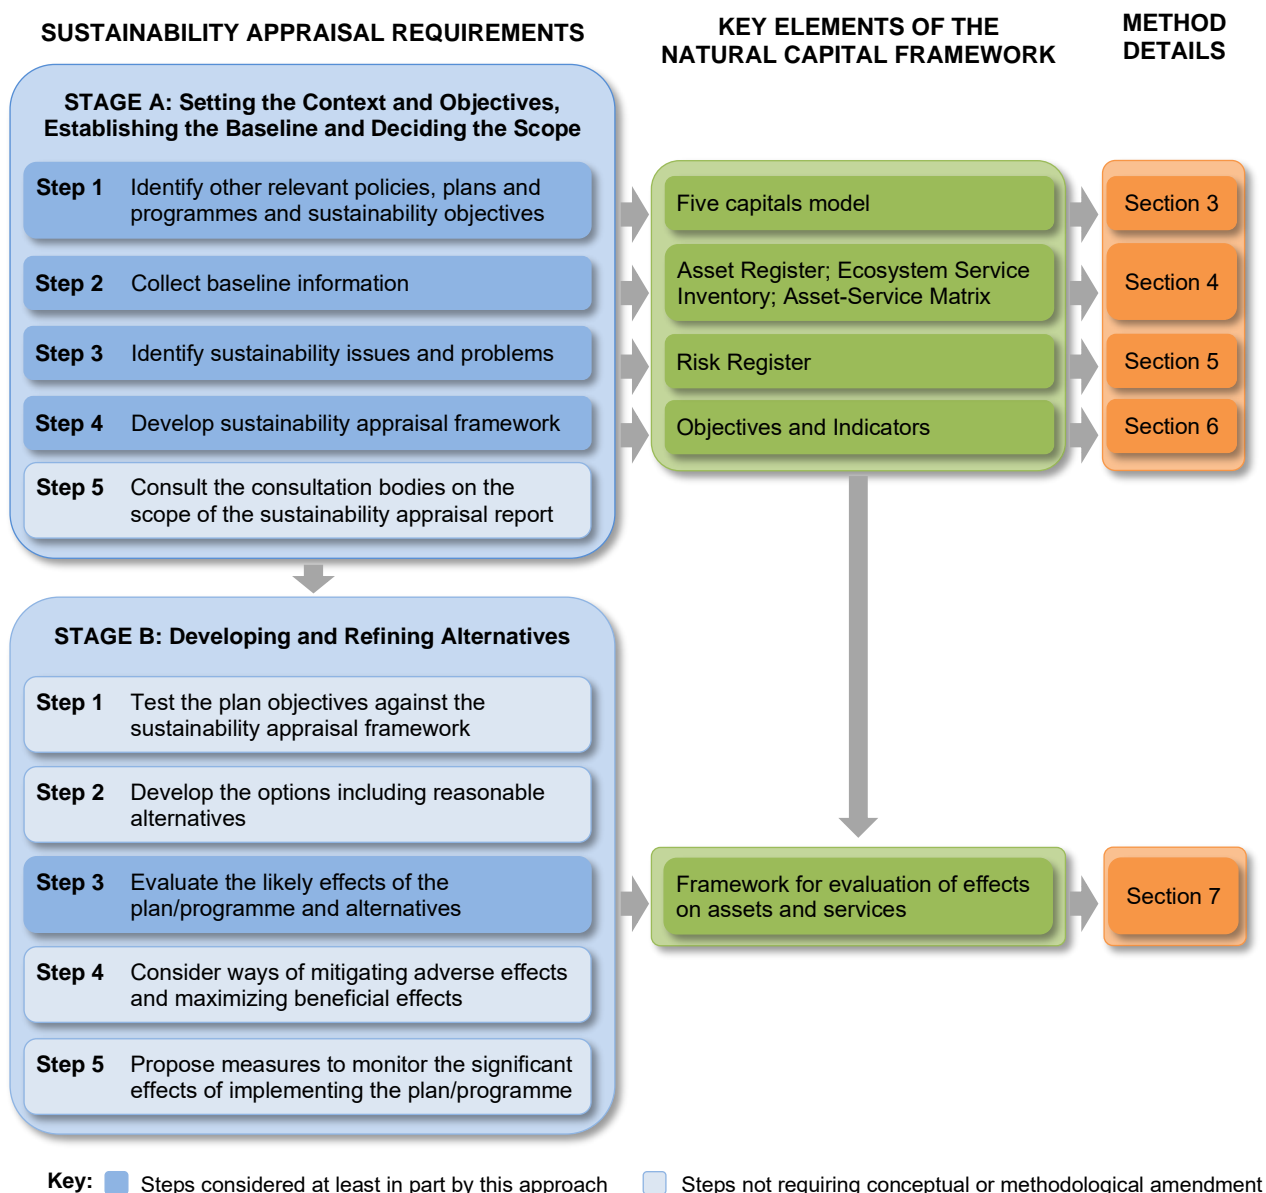 SUSTAINABILITY APPRAISAL REQUIREMENTS
KEY ELEMENTS OF THE
NATURAL CAPITAL FRAMEWORK
METHOD
DETAILS
STAGE A: Setting the Context and Objectives,
Establishing the Baseline and Deciding the Scope
Step 1 Identify other relevant policies, plans and
programmes and sustainability objectives
Five capitals model
Section 3
Step 2 Collect baseline information
Asset Register; Ecosystem Service
Inventory; Asset-Service Matrix
Section 4
Step 3 Identify sustainability issues and problems
Risk Register
Section 5
Step 4 Develop sustainability appraisal framework
Objectives and Indicators
Section 6
Step 5 Consult the consultation bodies on the
scope of the sustainability appraisal report
STAGE B: Developing and Refining Alternatives
Step 1 Test the plan objectives against the
sustainability appraisal framework
Step 2 Develop the options including reasonable
alternatives
Step 3 Evaluate the likely effects of the
plan/programme and alternatives
Framework for evaluation of effects
on assets and services
Section 7
Step 4 Consider ways of mitigating adverse effects
and maximizing beneficial effects
Step 5 Propose measures to monitor the significant
effects of implementing the plan/programme
Key: Steps considered at least in part by this approach
Steps not requiring conceptual or methodological amendment